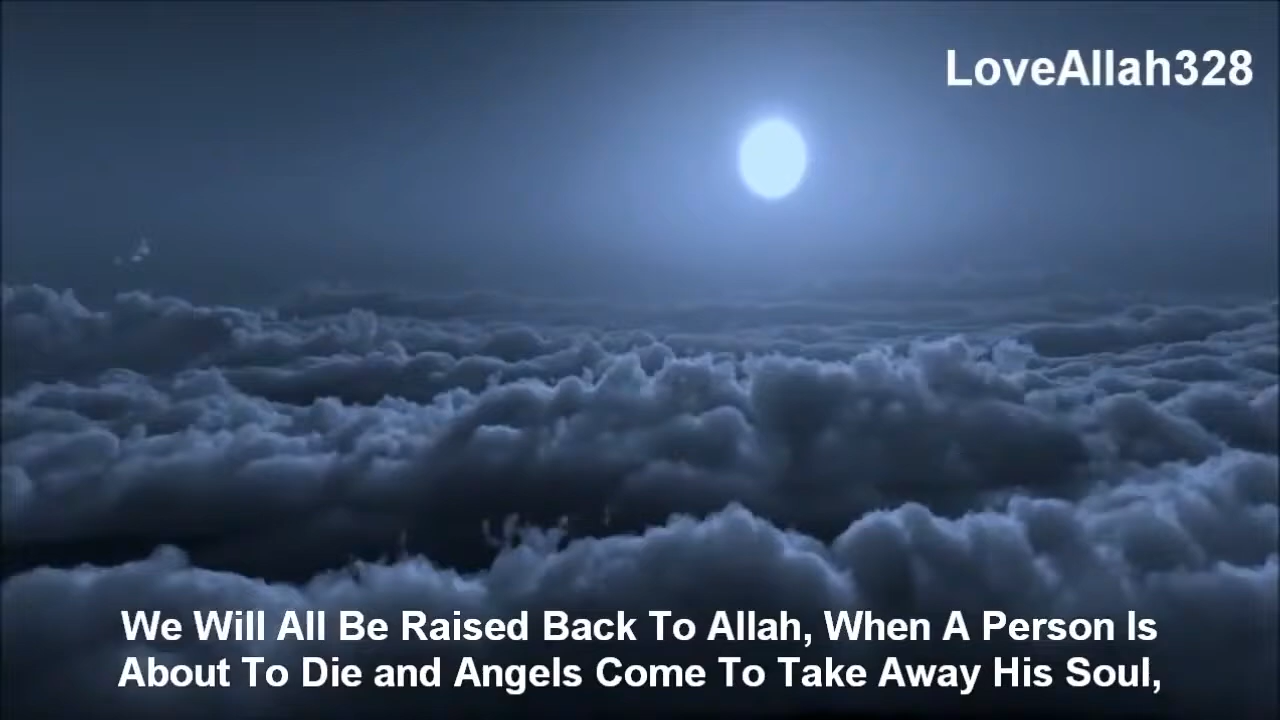 LoveAllah328
We Will All Be Raised Back To Allah, When A Person Is
About To Die and Angels Come To Take Away His Soul,